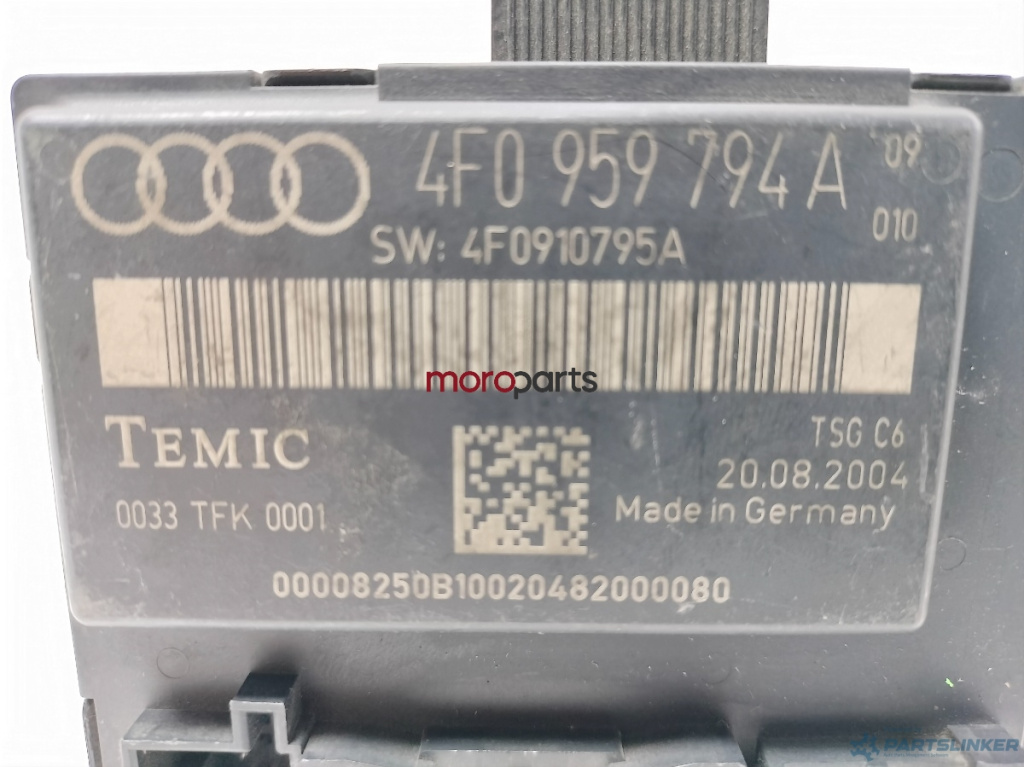 4F0 959 794 A 09
010
SW: 4F0910795A
moroparts
TEMIC
TSG C6
20.08.2004
0033 TFK 0001
Made in Germany
00008250B10020482000080
PARTSLINKER